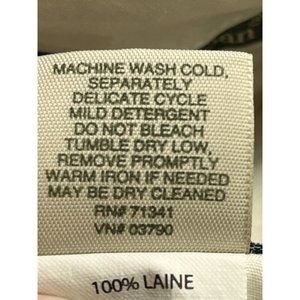 MACHINE WASH COLD,
SEPARATELY
DELICATE CYCLE
MILD DETERGENT
DO NOT BLEACH
TUMBLE DRY LOW,
REMOVE PROMPTLY
WARM IRON IF NEEDED
MAY BE DRY CLEANED
RN# 71341
VN# 03790
100% LAINE